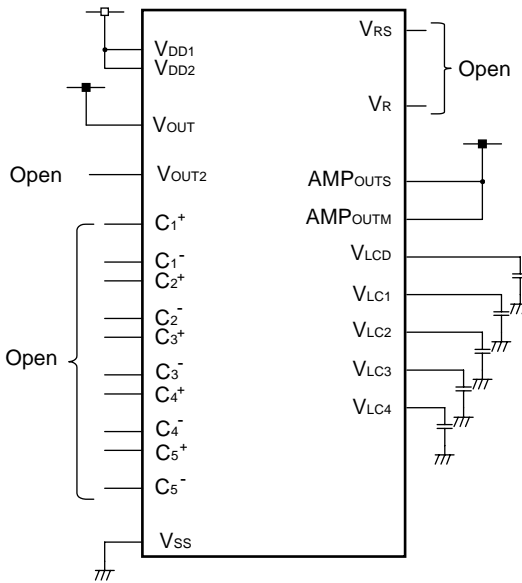 VDD1
VDD2
VOUT
Open
VOUT2
C1+
C1-
C2+
C2-
C3+
Open
C3-
C4+
C4-
C5+
C5-
VSS
VRS
Open
VR
AMPOUTS
AMPOUTM
VLCD
VLC1
VLC2
VLC3
VLC4